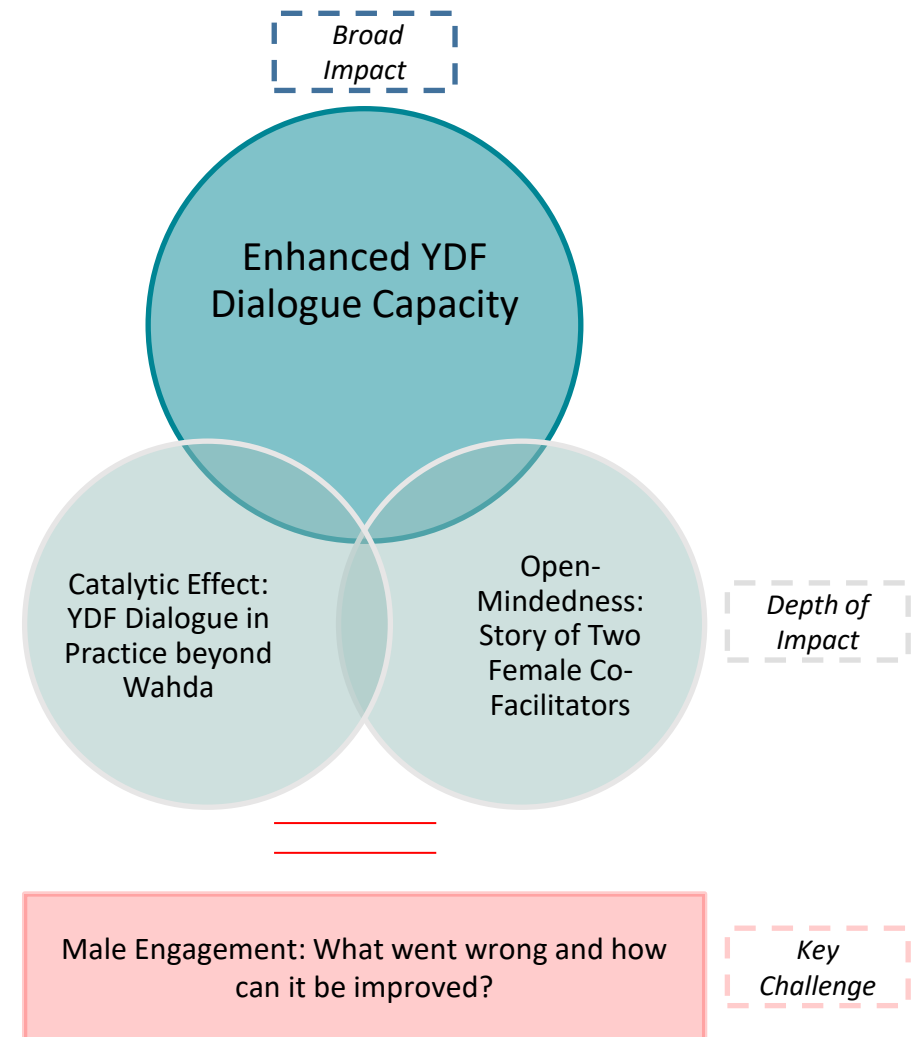 Broad
Impact
Enhanced YDF
Dialogue Capacity
Catalytic Effect:
YDF Dialogue in
Practice beyond
Wahda
Open-
Mindedness:
Story of Two
Female Co-
Facilitators
Depth of
Impact
Male Engagement: What went wrong and how
can it be improved?
Key
Challenge